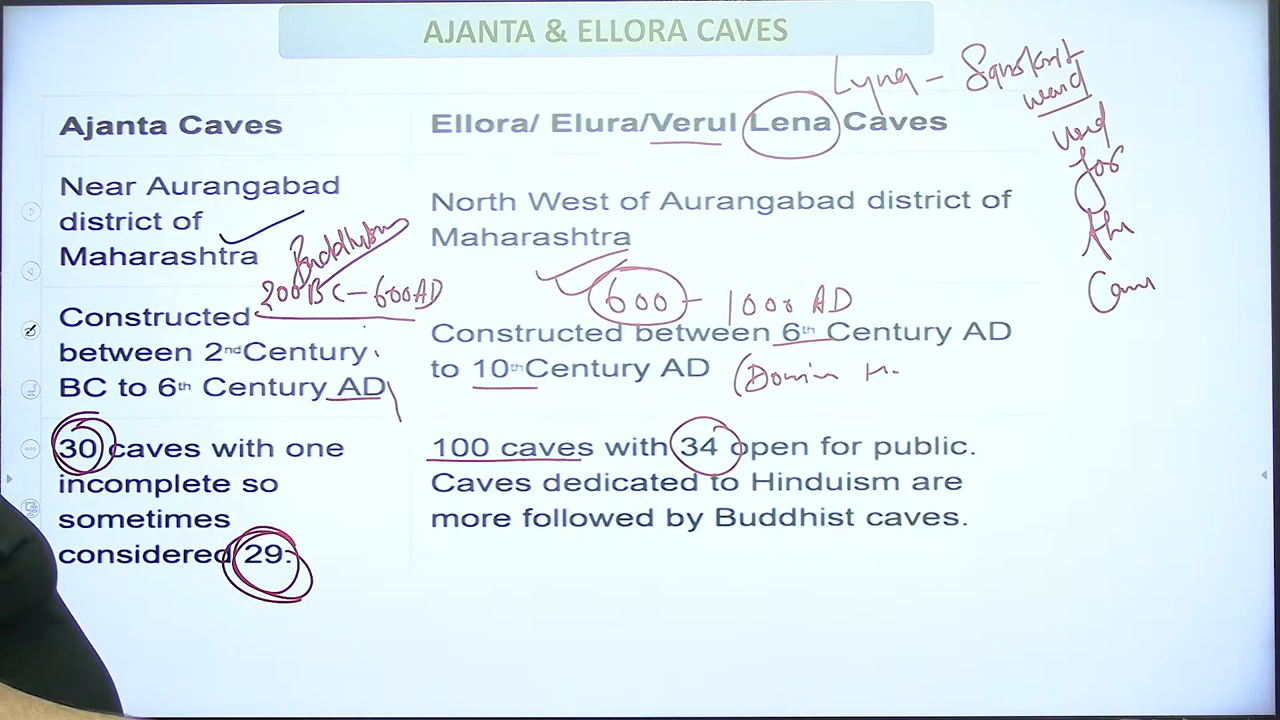 AJANTA & ELLORA CAVES
Lyna - Sanskrit
word
used
for
the
Ajanta Caves
Ellora/ Elura/Verul Lena Caves
Near Aurangabad
district of
Maharashtra
North West of Aurangabad district of
Maharashtra
Buddhism
200 BC - 600 AD
600 - 1000 AD
Constructed
between 2nd Century
BC to 6th Century AD
Constructed between 6th Century AD
to 10th Century AD
30 caves with one
incomplete so
sometimes
considered 29.
100 caves with 34 open for public.
Caves dedicated to Hinduism are
more followed by Buddhist caves.